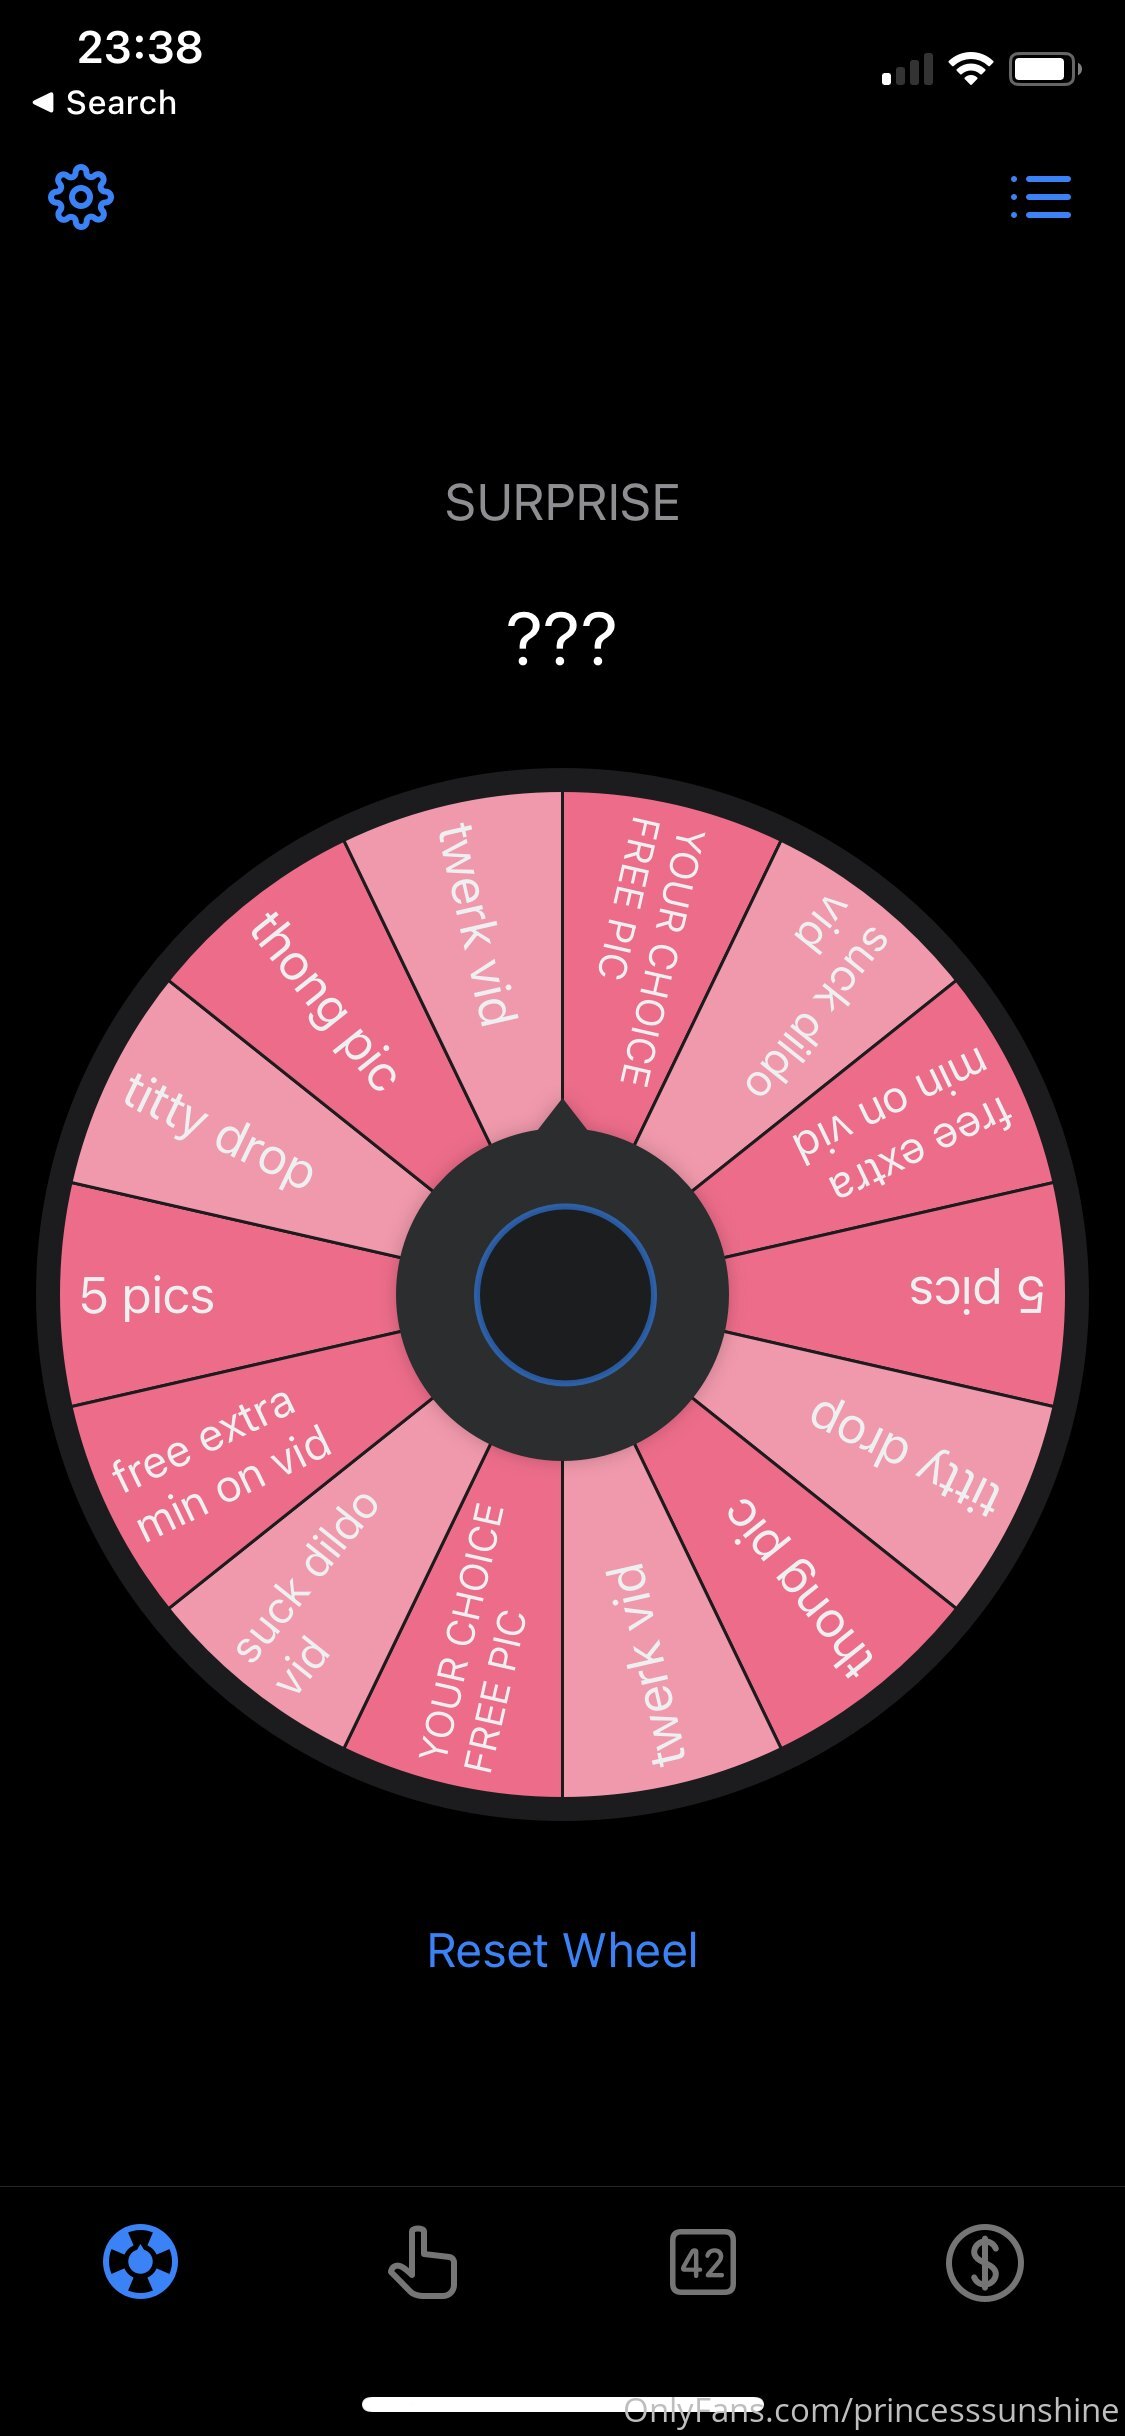 23:38
Search
SURPRISE
???
YOUR CHOICE
FREE PIC
suck dildo
vid
free extra
min on vid
5 pics
titty drop
thong pic
twerk vid
YOUR CHOICE
FREE PIC
suck dildo
vid
free extra
min on vid
5 pics
titty drop
thong pic
twerk vid
Reset Wheel
42
$
OnlyFans.com/princesssunshine